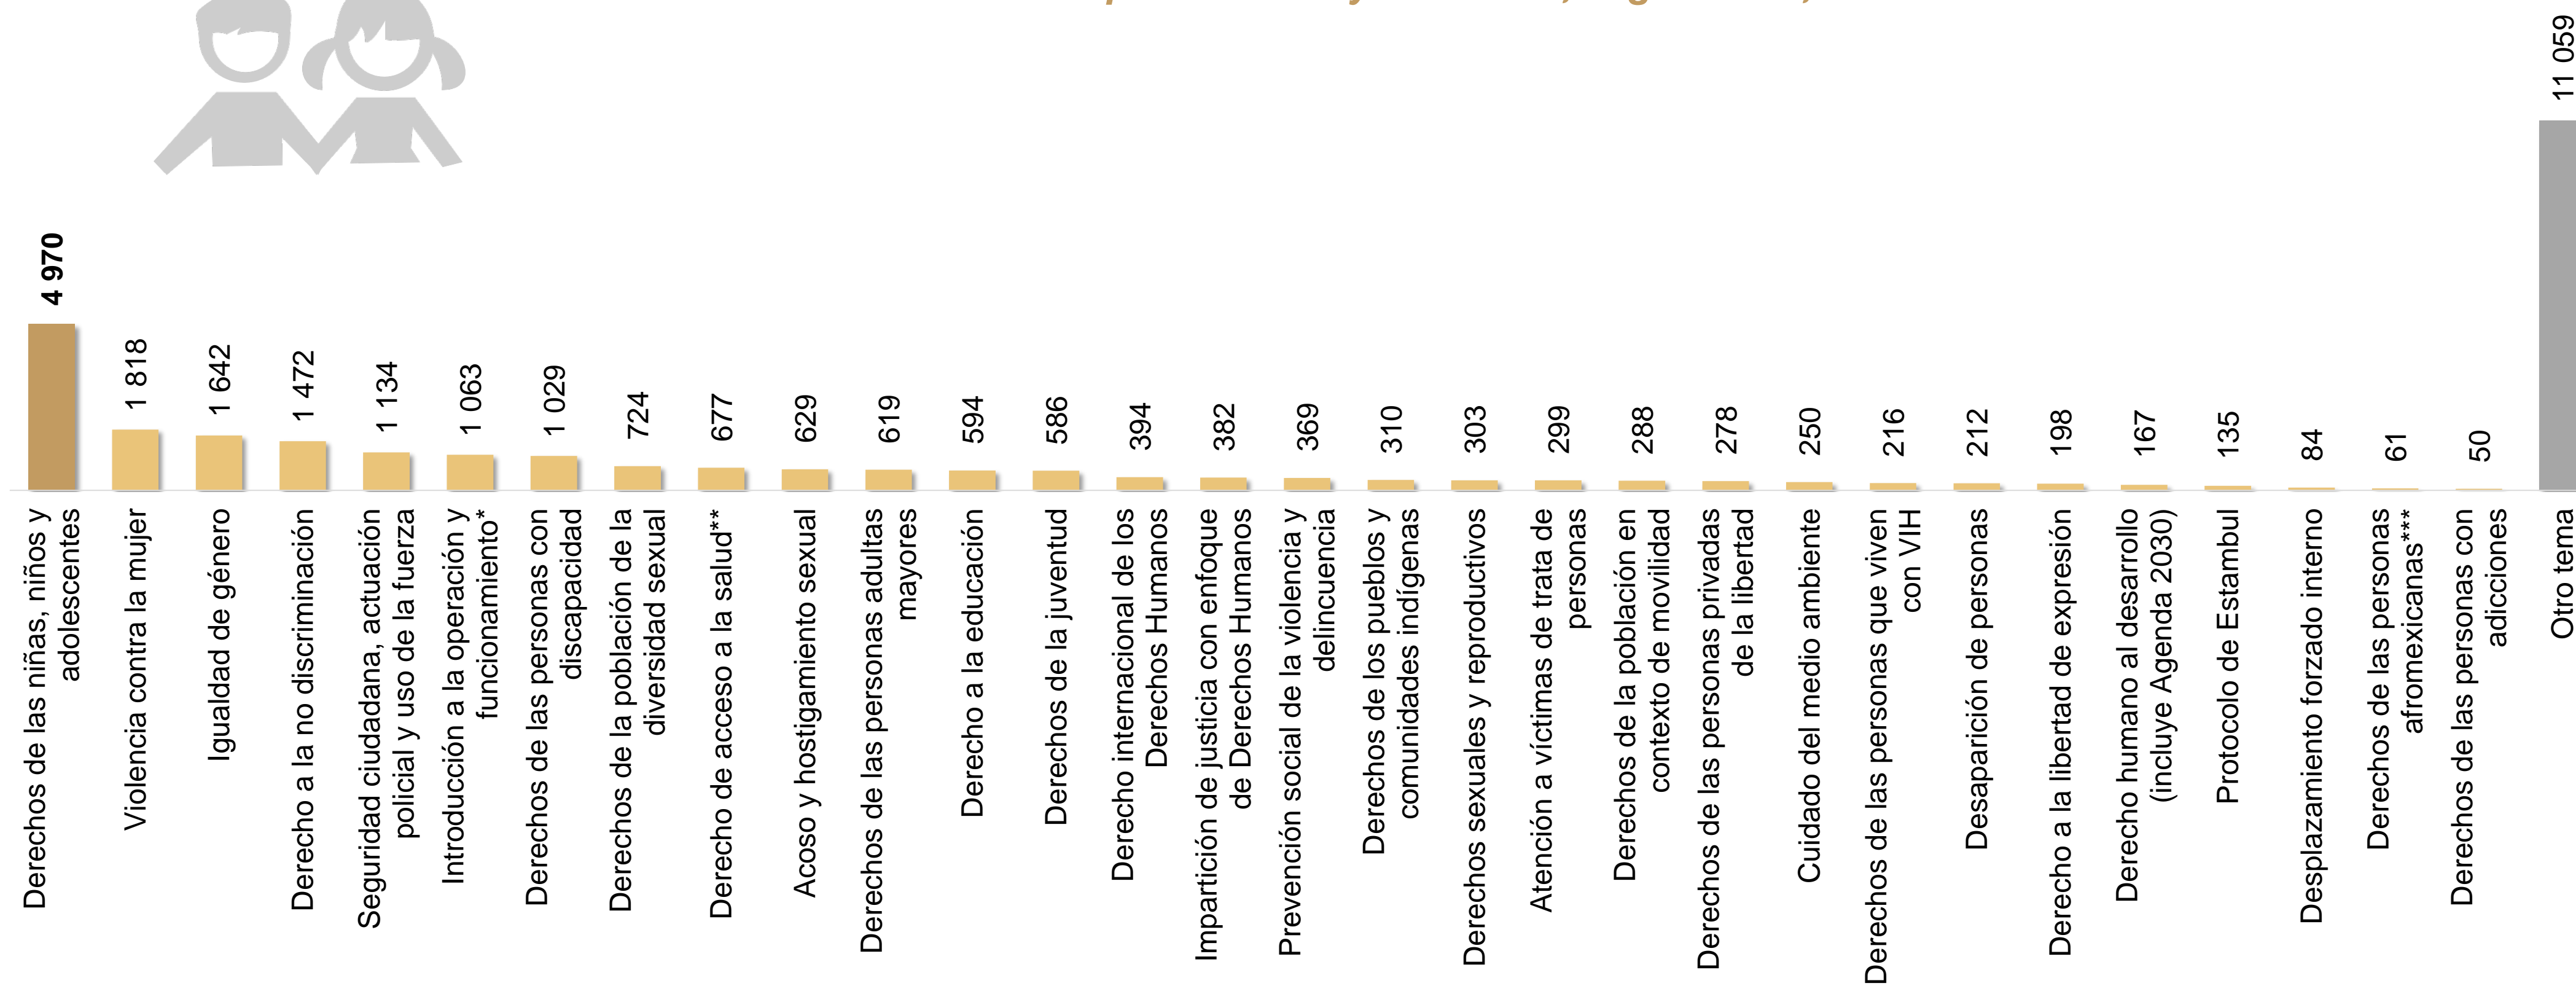 4 970
1 818
1 642
1 472
1 134
1 063
1 029
724
677
629
619
594
586
394
382
369
310
303
299
288
278
250
216
212
198
167
135
84
61
50
11 059
Derechos de las niñas, niños y
adolescentes
Violencia contra la mujer
Igualdad de género
Derecho a la no discriminación
Seguridad ciudadana, actuación
policial y uso de la fuerza
Introducción a la operación y
funcionamiento*
Derechos de las personas con
discapacidad
Derechos de la población de la
diversidad sexual
Derecho de acceso a la salud**
Acoso y hostigamiento sexual
Derechos de las personas adultas
mayores
Derecho a la educación
Derechos de la juventud
Derecho internacional de los
Derechos Humanos
Impartición de justicia con enfoque
de Derechos Humanos
Prevención social de la violencia y
delincuencia
Derechos de los pueblos y
comunidades indígenas
Derechos sexuales y reproductivos
Atención a víctimas de trata de
personas
Derechos de la población en
contexto de movilidad
Derechos de las personas privadas
de la libertad
Cuidado del medio ambiente
Derechos de las personas que viven
con VIH
Desaparición de personas
Derecho a la libertad de expresión
Derecho humano al desarrollo
(incluye Agenda 2030)
Protocolo de Estambul
Desplazamiento forzado interno
Derechos de las personas
afromexicanas***
Derechos de las personas con
adicciones
Otro tema